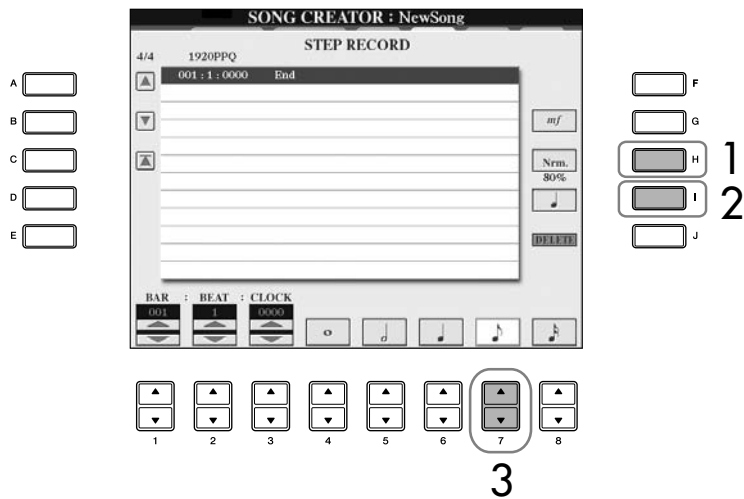 SONG CREATOR : NewSong
STEP RECORD
4/4 1920PPQ
001 : 1 : 0000 End
A F
B mf G
C Nrm. H 1
80%
D I 2
E DELETE J
BAR : BEAT : CLOCK
001 1 0000
1 2 3 4 5 6 7 8
3